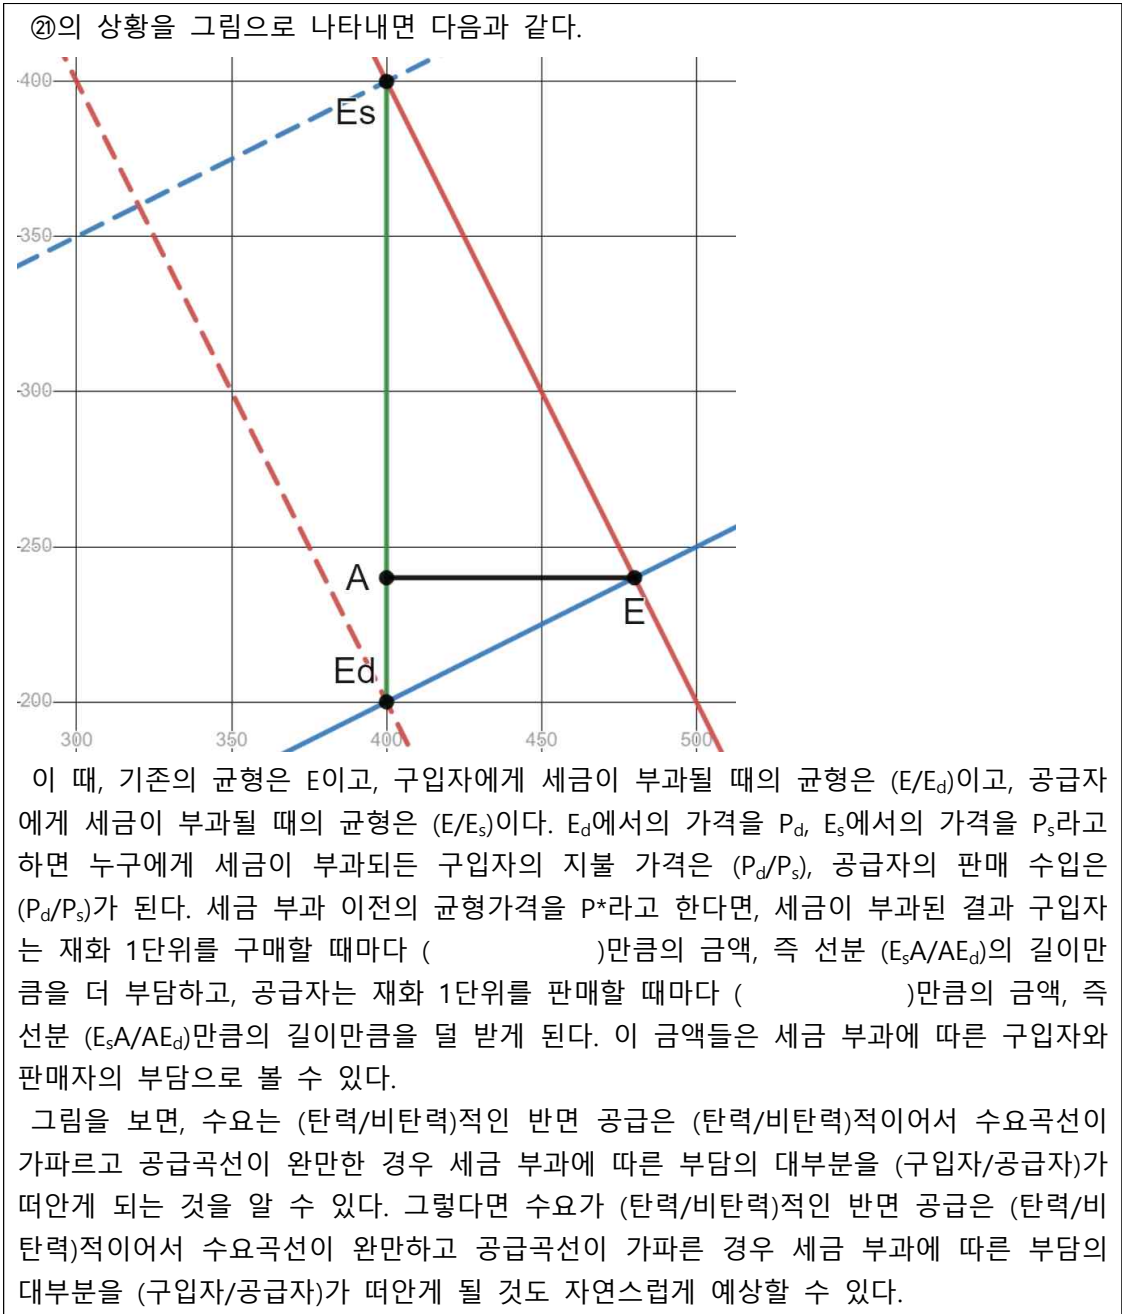 ㉑의 상황을 그림으로 나타내면 다음과 같다.
400
Es
350
300
250
A
E
Ed
200
300 350 400 450 500
이 때, 기존의 균형은 E이고, 구입자에게 세금이 부과될 때의 균형은 (E/Ed)이고, 공급자
에게 세금이 부과될 때의 균형은 (E/Es)이다. Ed에서의 가격을 Pd, Es에서의 가격을 Ps라고
하면 누구에게 세금이 부과되든 구입자의 지불 가격은 (Pd/Ps), 공급자의 판매 수입은
(Pd/Ps)가 된다. 세금 부과 이전의 균형가격을 P*라고 한다면, 세금이 부과된 결과 구입자
는 재화 1단위를 구매할 때마다 (            )만큼의 금액, 즉 선분 (EsA/AEd)의 길이만
큼을 더 부담하고, 공급자는 재화 1단위를 판매할 때마다 (            )만큼의 금액, 즉
선분 (EsA/AEd)만큼의 길이만큼을 덜 받게 된다. 이 금액들은 세금 부과에 따른 구입자와
판매자의 부담으로 볼 수 있다.
그림을 보면, 수요는 (탄력/비탄력)적인 반면 공급은 (탄력/비탄력)적이어서 수요곡선이
가파르고 공급곡선이 완만한 경우 세금 부과에 따른 부담의 대부분을 (구입자/공급자)가
떠안게 되는 것을 알 수 있다. 그렇다면 수요가 (탄력/비탄력)적인 반면 공급은 (탄력/비
탄력)적이어서 수요곡선이 완만하고 공급곡선이 가파른 경우 세금 부과에 따른 부담의
대부분을 (구입자/공급자)가 떠안게 될 것도 자연스럽게 예상할 수 있다.